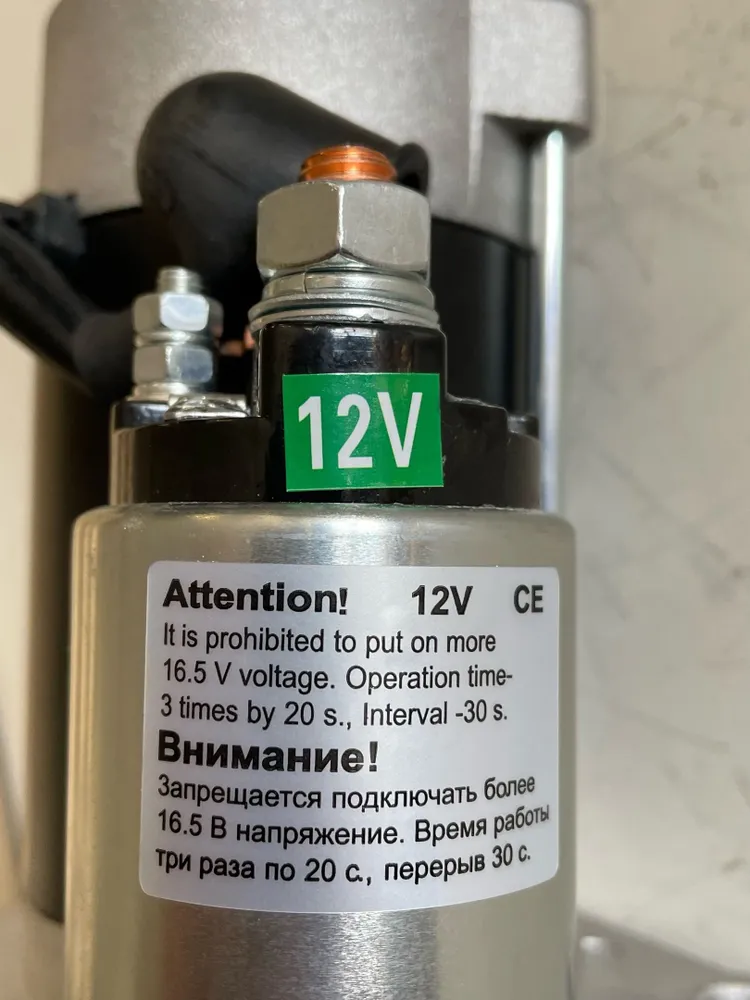 12V
Attention! 12V CE
It is prohibited to put on more
16.5 V voltage. Operation time-
3 times by 20 s., Interval -30 s.
Внимание!
Запрещается подключать более
16.5 В напряжение. Время работы
три раза по 20 с., перерыв 30 с.